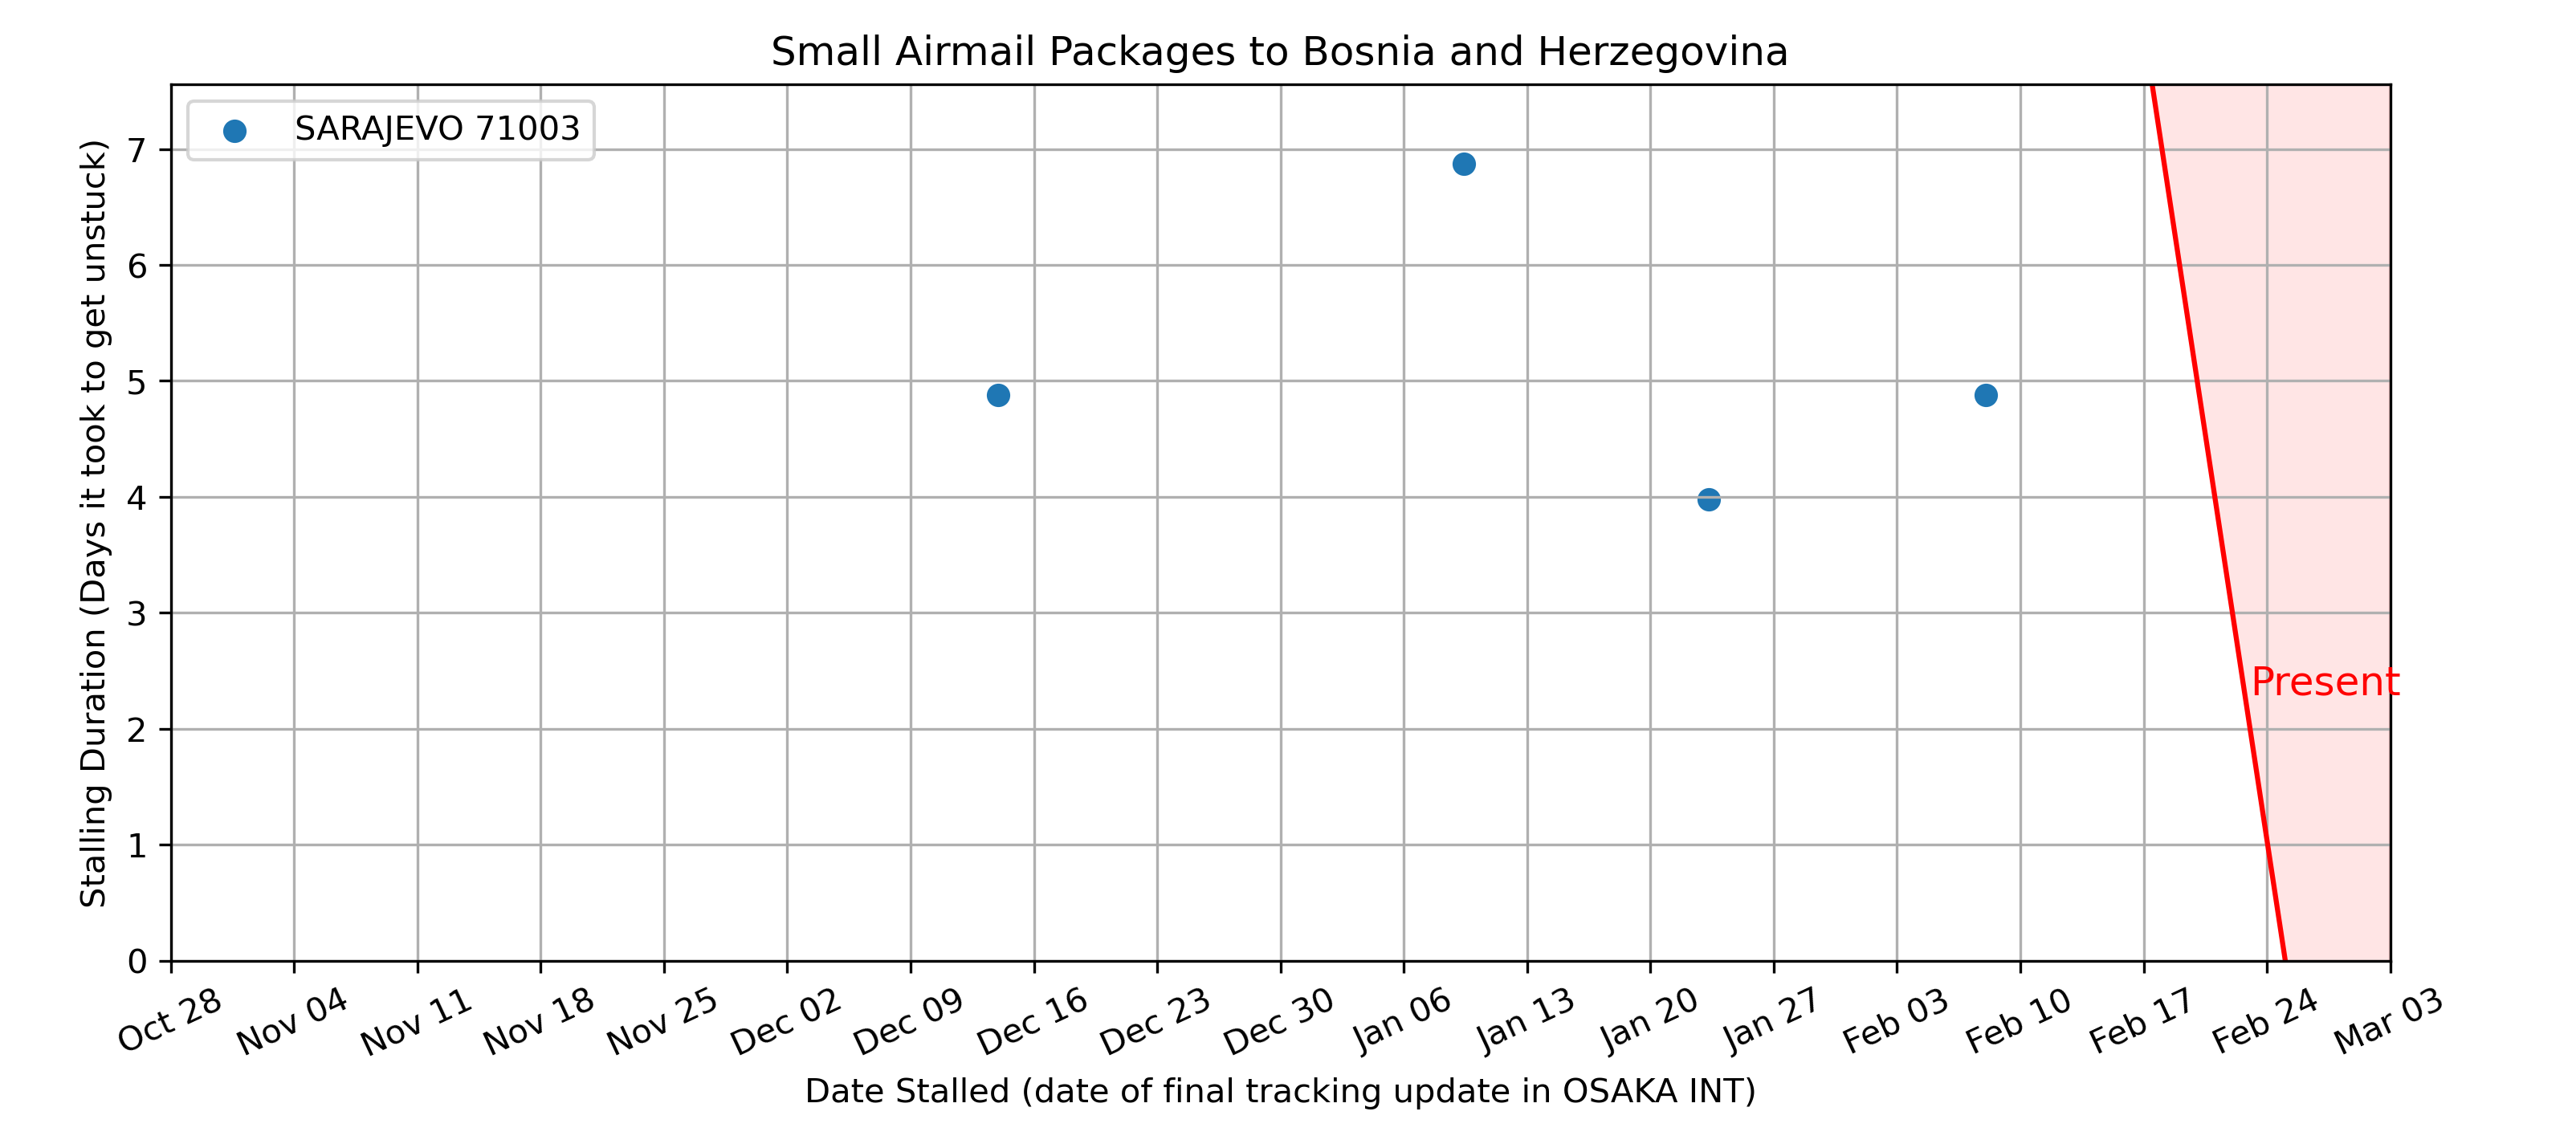 Small Airmail Packages to Bosnia and Herzegovina
SARAJEVO 71003
Stalling Duration (Days it took to get unstuck)
7
6
5
4
3
2
1
0
Present
Oct 28
Nov 04
Nov 11
Nov 18
Nov 25
Dec 02
Dec 09
Dec 16
Dec 23
Dec 30
Jan 06
Jan 13
Jan 20
Jan 27
Feb 03
Feb 10
Feb 17
Feb 24
Mar 03
Date Stalled (date of final tracking update in OSAKA INT)